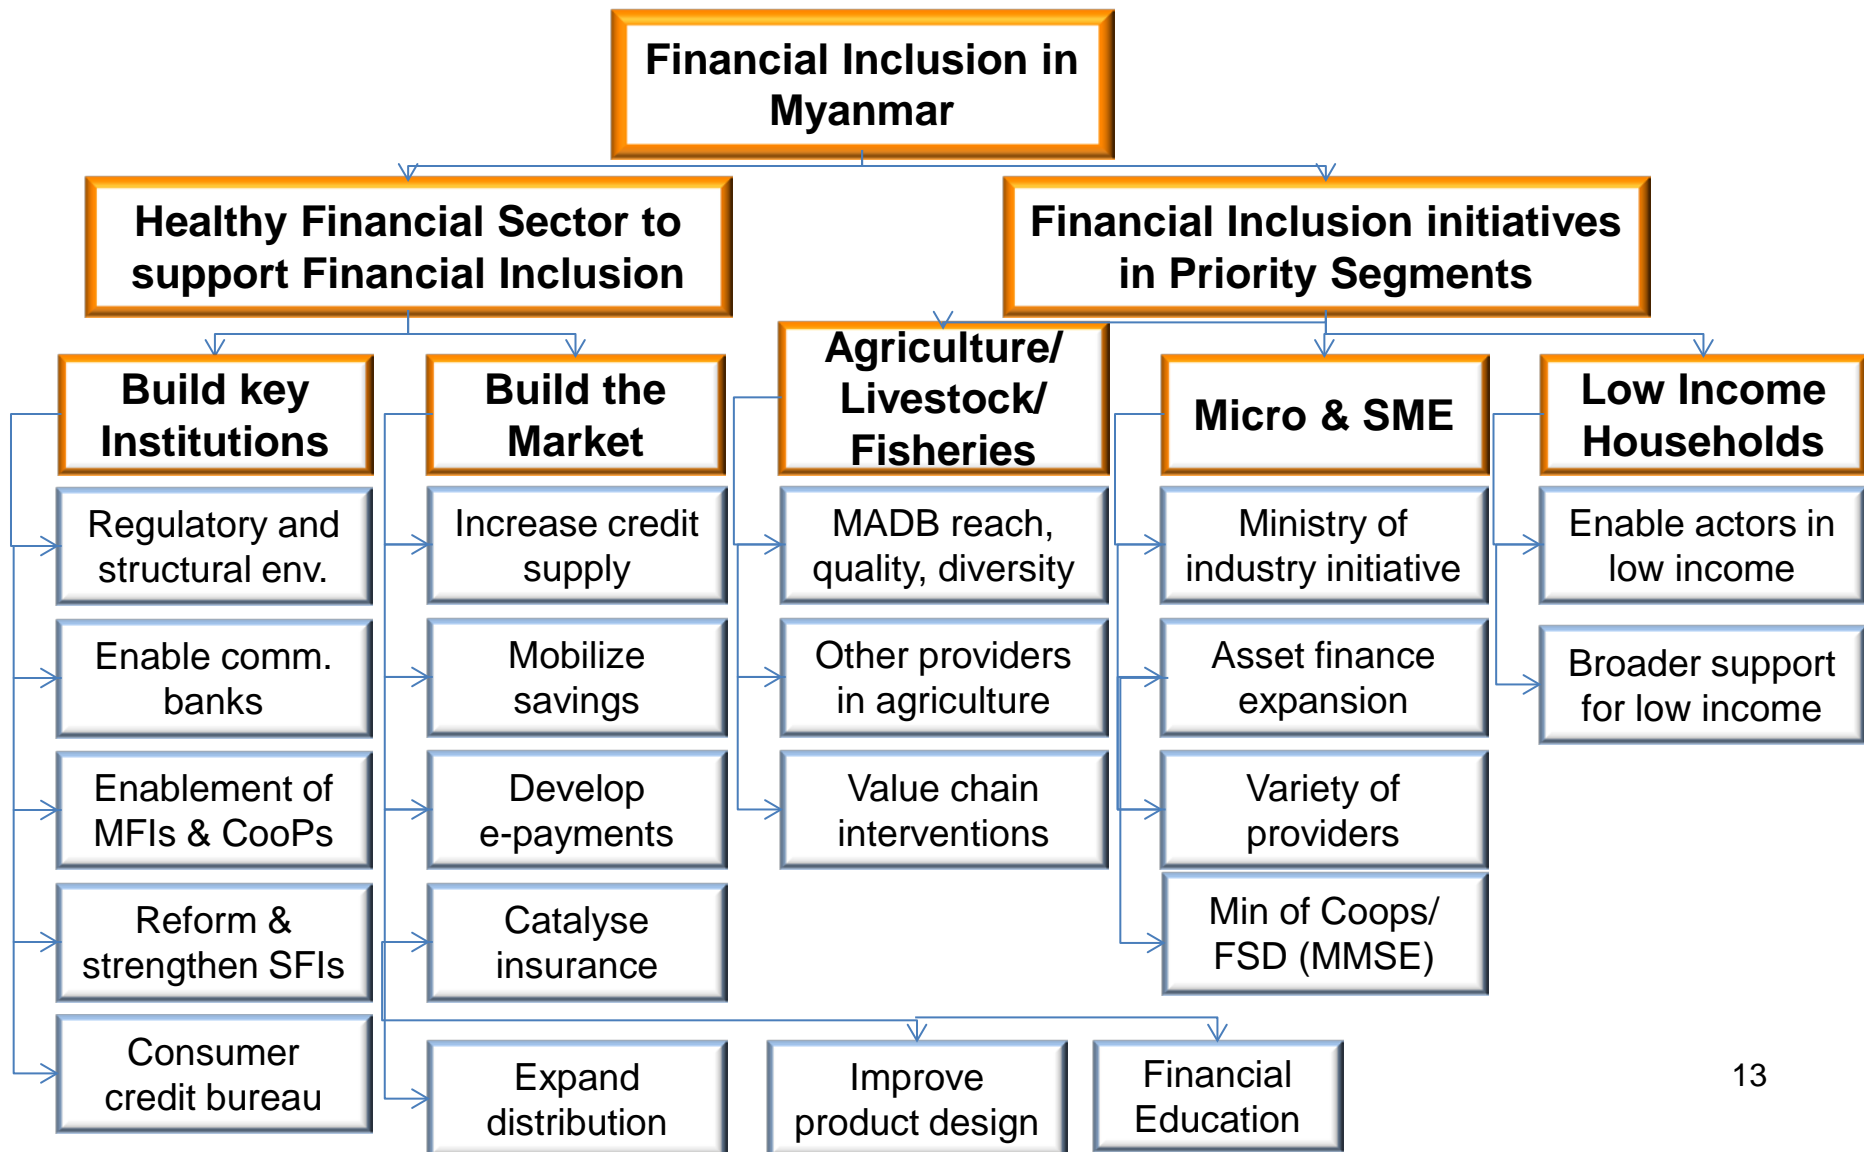 Financial Inclusion in
Myanmar
Healthy Financial Sector to
support Financial Inclusion
Financial Inclusion initiatives
in Priority Segments
Build key
Institutions
Build the
Market
Agriculture/
Livestock/
Fisheries
Micro & SME
Low Income
Households
Regulatory and
structural env.
Enable comm.
banks
Enablement of
MFIs & CooPs
Reform &
strengthen SFIs
Consumer
credit bureau
Increase credit
supply
Mobilize
savings
Develop
e-payments
Catalyse
insurance
Expand
distribution
Improve
product design
Financial
Education
MADB reach,
quality, diversity
Other providers
in agriculture
Value chain
interventions
Ministry of
industry initiative
Asset finance
expansion
Variety of
providers
Min of Coops/
FSD (MMSE)
Enable actors in
low income
Broader support
for low income
13